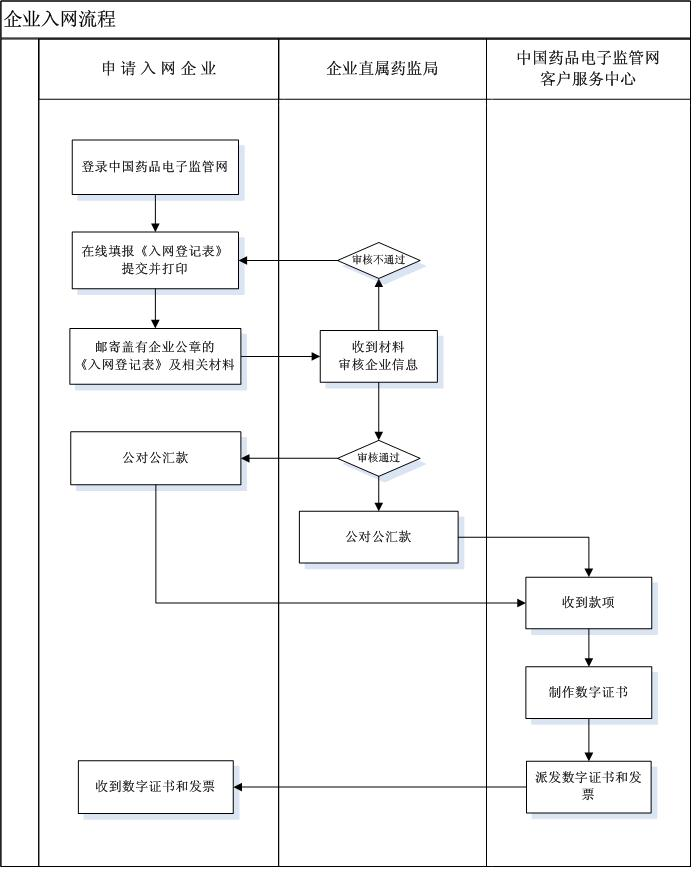 企业入网流程
申请入网企业
企业直属药监局
中国药品电子监管网
客户服务中心
登录中国药品电子监管网
在线填报《入网登记表》
提交并打印
审核不通过
邮寄盖有企业公章的
《入网登记表》及相关材料
收到材料
审核企业信息
公对公汇款
审核通过
公对公汇款
收到款项
制作数字证书
收到数字证书和发票
派发数字证书和发
票